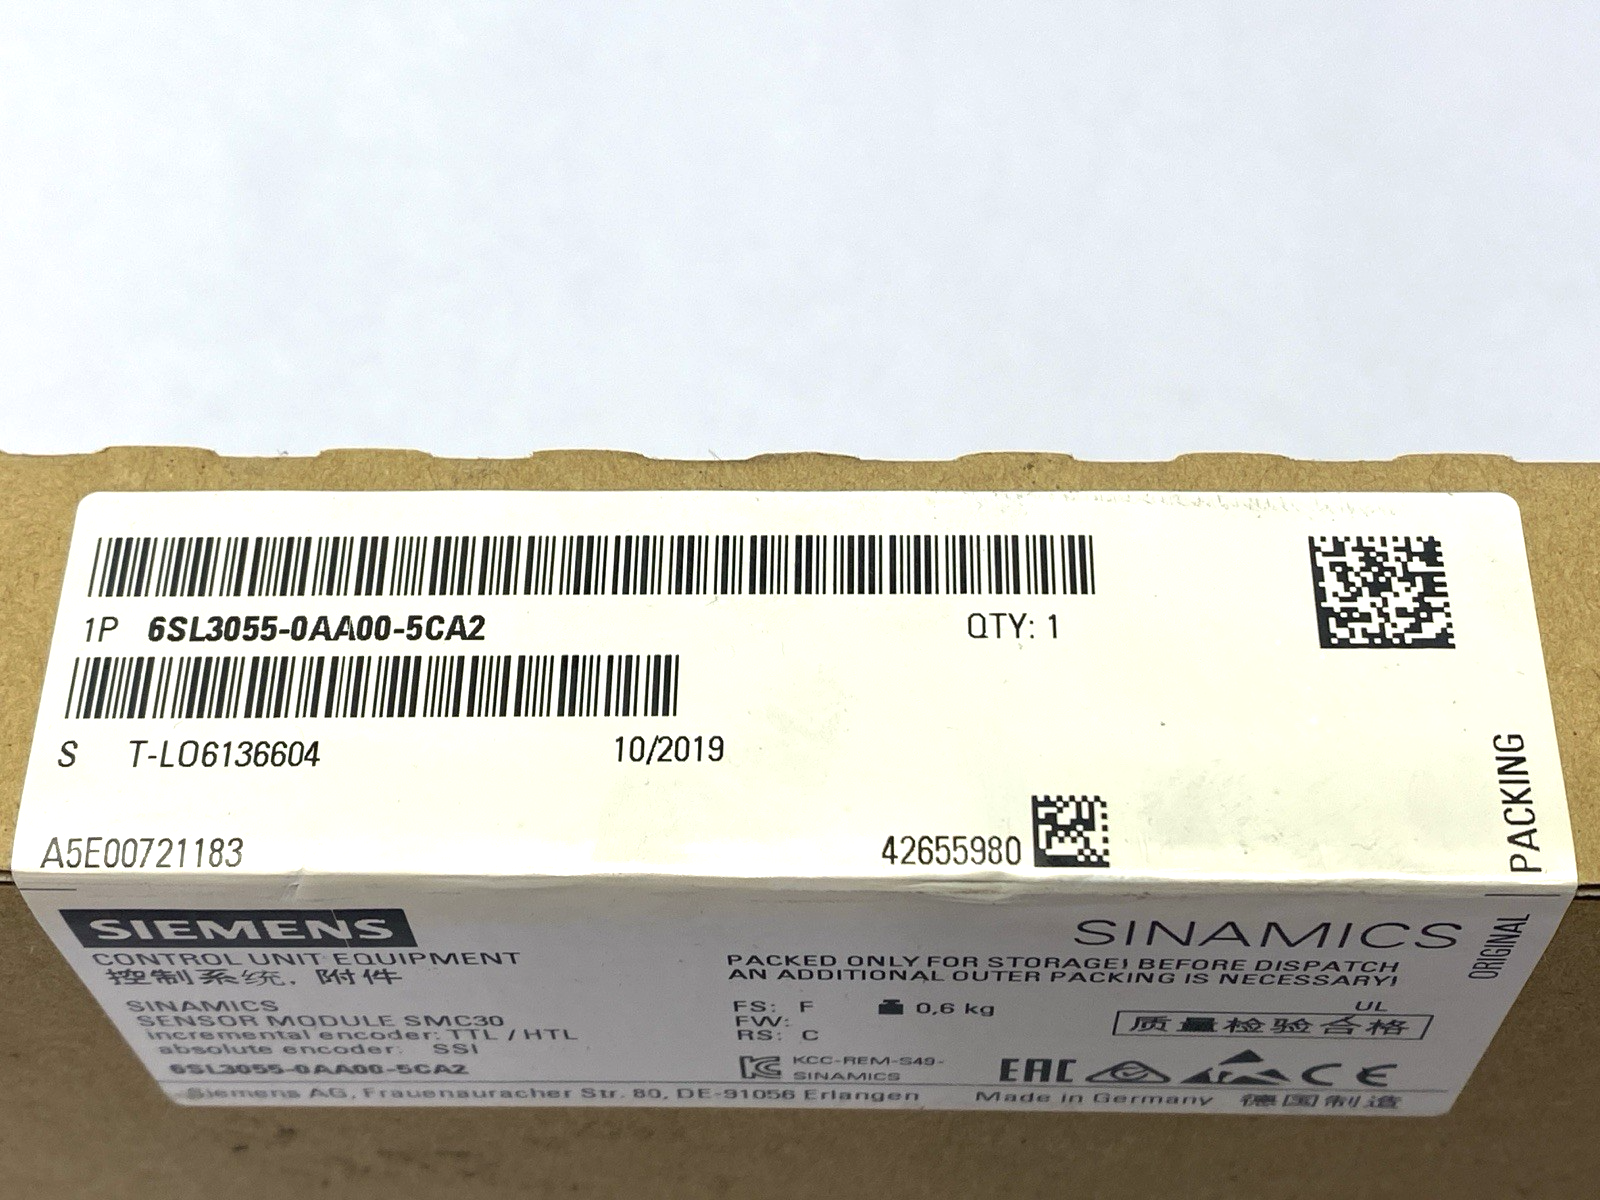 1P 6SL3055-0AA00-5CA2 QTY: 1
S T-LO6136604 10/2019
A5E00721183 42655980
PACKING
ORIGINAL
SIEMENS SINAMICS
CONTROL UNIT EQUIPMENT
控制系统, 附件
PACKED ONLY FOR STORAGE! BEFORE DISPATCH
AN ADDITIONAL OUTER PACKING IS NECESSARY!
SINAMICS
SENSOR MODULE SMC30
incremental encoder: TTL / HTL
absolute encoder: SSI
6SL3055-0AA00-5CA2
FS: F 0,6 kg
FW:
RS: C
UL
质量检验合格
KCC-REM-S49-
SINAMICS
EAC CE
Siemens AG, Frauenauracher Str. 80, DE-91056 Erlangen Made in Germany 德国制造